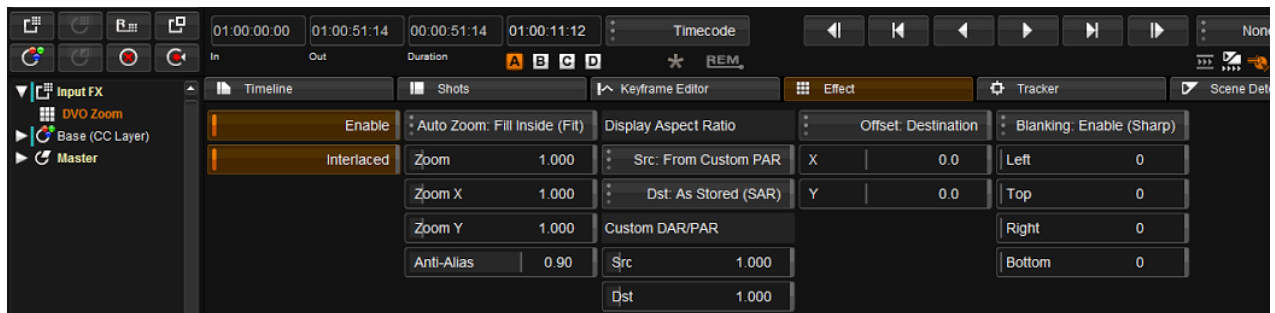 R
01:00:00:00 01:00:51:14 00:00:51:14 01:00:11:12 Timecode None
In Out Duration A B C D REM
Input FX Timeline Shots Keyframe Editor Effect Tracker Scene Det
DVO Zoom
Base (CC Layer)
Master
Enable Auto Zoom: Fill Inside (Fit) Display Aspect Ratio Offset: Destination Blanking: Enable (Sharp)
Interlaced Zoom 1.000 Src: From Custom PAR X 0.0 Left 0
Zoom X 1.000 Dst: As Stored (SAR) Y 0.0 Top 0
Zoom Y 1.000 Custom DAR/PAR Right 0
Anti-Alias 0.90 Src 1.000 Bottom 0
Dst 1.000